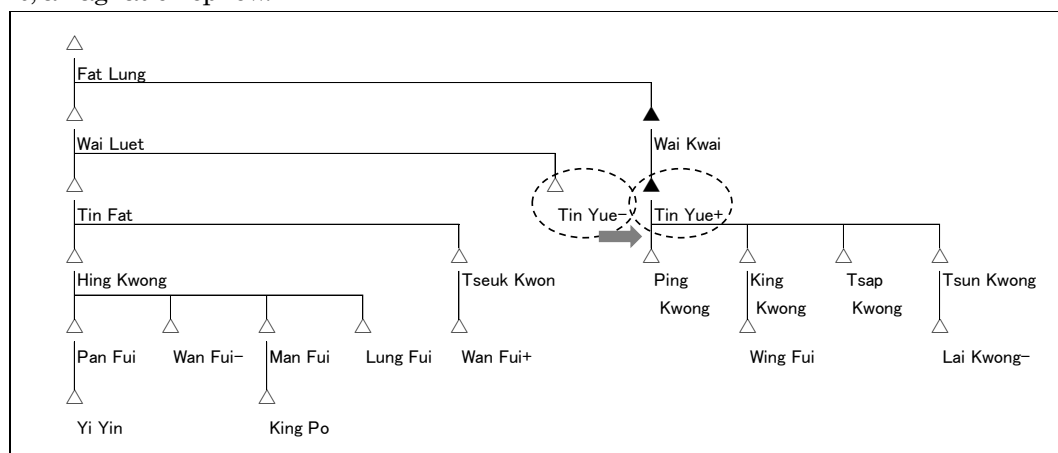 Fat Lung
Wai Luet
Wai Kwai
Tin Fat
Tin Yue−
Tin Yue+
Hing Kwong
Tseuk Kwon
Ping
Kwong
King
Kwong
Tsap
Kwong
Tsun Kwong
Pan Fui
Wan Fui−
Man Fui
Lung Fui
Wan Fui+
Wing Fui
Lai Kwong−
Yi Yin
King Po